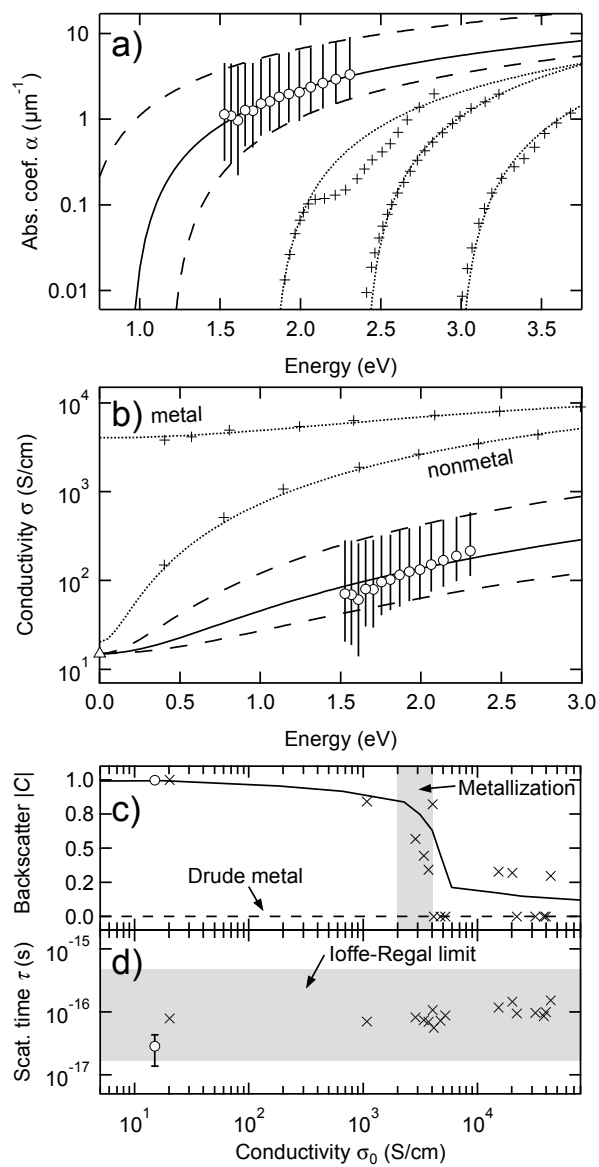 a)
10
1
0.1
0.01
Abs. coef. α (µm⁻¹)
1.0 1.5 2.0 2.5 3.0 3.5
Energy (eV)
b)
metal
nonmetal
10⁴
10³
10²
10¹
Conductivity σ (S/cm)
0.0 0.5 1.0 1.5 2.0 2.5 3.0
Energy (eV)
c)
Metallization
Drude metal
1.0
0.8
0.5
0.2
0.0
Backscatter |C|
d)
Ioffe-Regal limit
10⁻¹⁵
10⁻¹⁶
10⁻¹⁷
Scat. time τ (s)
10¹ 10² 10³ 10⁴
Conductivity σ₀ (S/cm)